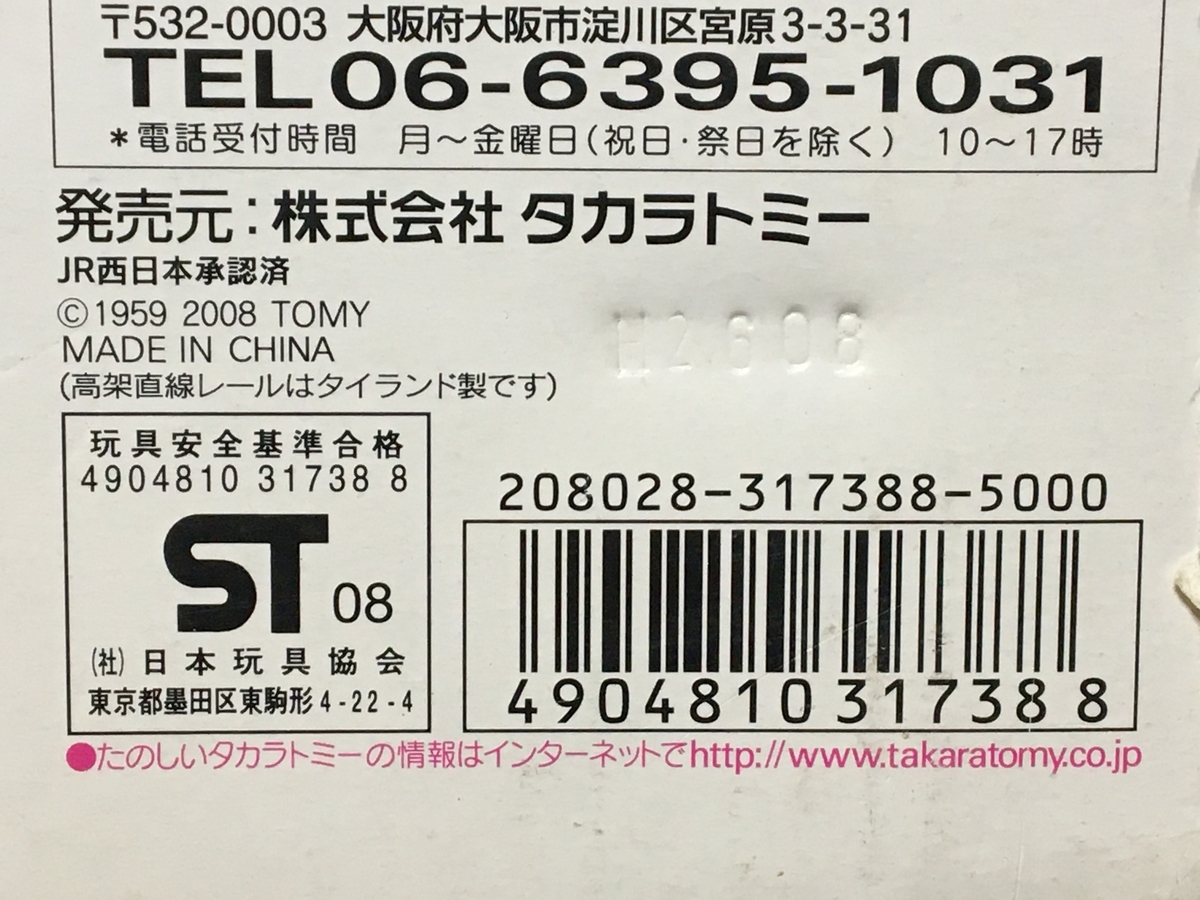 〒532-0003 大阪府大阪市淀川区宮原3-3-31
TEL 06-6395-1031
*電話受付時間 月〜金曜日(祝日・祭日を除く) 10〜17時
発売元:株式会社 タカラトミー
JR西日本承認済
©1959 2008 TOMY
MADE IN CHINA
(高架直線レールはタイランド製です)
玩具安全基準合格
4904810 31738 8
ST 08
(社)日本玩具協会
東京都墨田区東駒形4-22-4
208028-317388-5000
4904810317388
●たのしいタカラトミーの情報はインターネットでhttp://www.takaratomy.co.jp